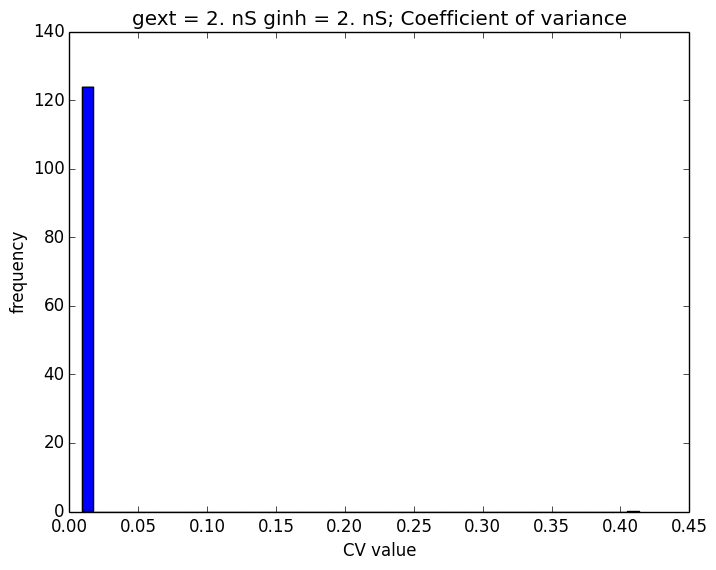 gext = 2. nS ginh = 2. nS; Coefficient of variance
140
120
100
80
60
40
20
0
frequency
0.00 0.05 0.10 0.15 0.20 0.25 0.30 0.35 0.40 0.45
CV value